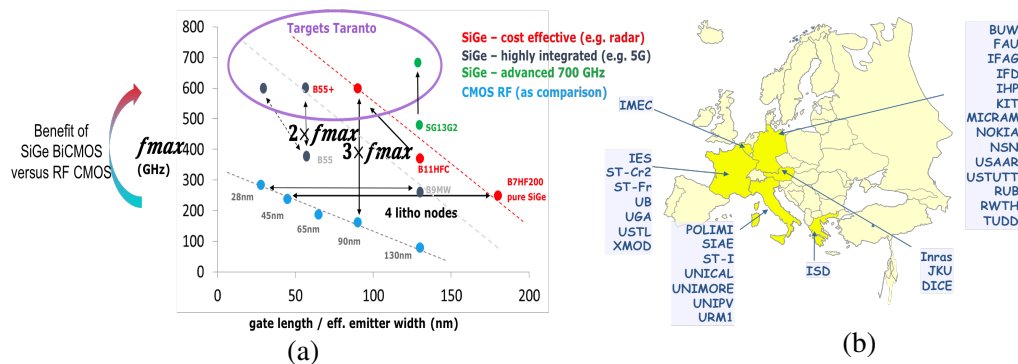 Benefit of
SiGe BiCMOS
versus RF CMOS
fmax
(GHz)
800
700
600
500
400
300
200
100
0
0
50
100
150
200
gate length / eff. emitter width (nm)
Targets Taranto
SiGe – cost effective (e.g. radar)
SiGe – highly integrated (e.g. 5G)
SiGe – advanced 700 GHz
CMOS RF (as comparison)
B55+
SG13G2
2×fmax
3×fmax
B55
B11HFC
B9MW
B7HF200
pure SiGe
4 litho nodes
28nm
45nm
65nm
90nm
130nm
(a)
IMEC
IES
ST-Cr2
ST-Fr
UB
UGA
USTL
XMOD
POLIMI
SIAE
ST-I
UNICAL
UNIMORE
UNIPV
URM1
ISD
Inras
JKU
DICE
BUW
FAU
IFAG
IFD
IHP
KIT
MICRAM
NOKIA
NSN
USAAR
USTUTT
RUB
RWTH
TUDD
(b)